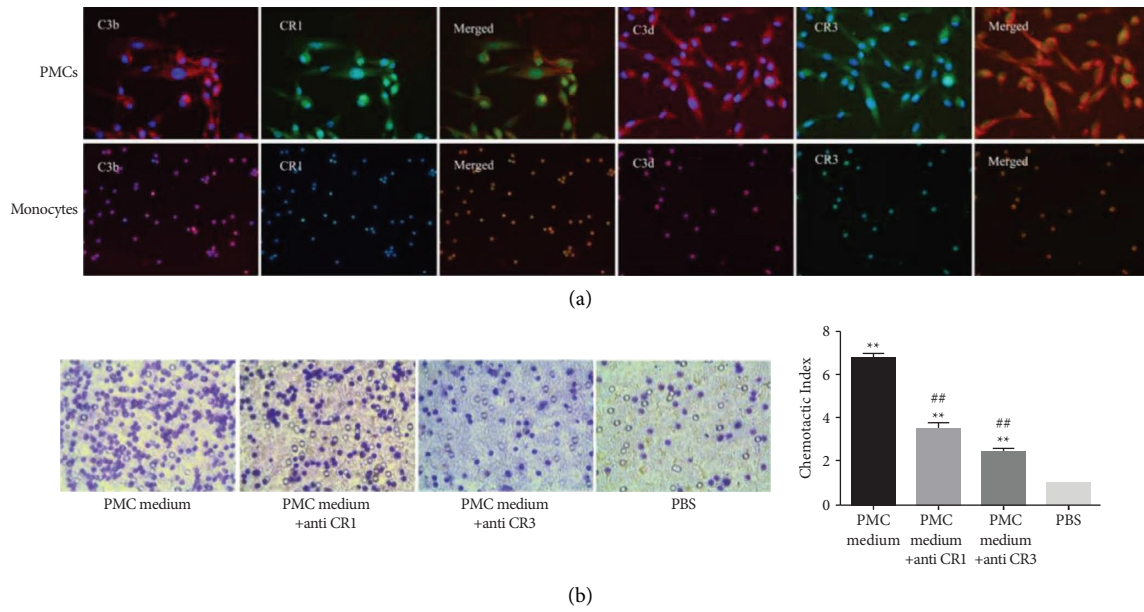 C3b CR1 Merged C3d CR3 Merged
PMCs
C3b CR1 Merged C3d CR3 Merged
Monocytes
(a)
PMC medium
PMC medium
+anti CR1
PMC medium
+anti CR3
PBS
Chemotactic Index
8
6
4
2
0
**
##
**
##
**
PMC
medium
PMC
medium
+anti CR1
PMC
medium
+anti CR3
PBS
(b)